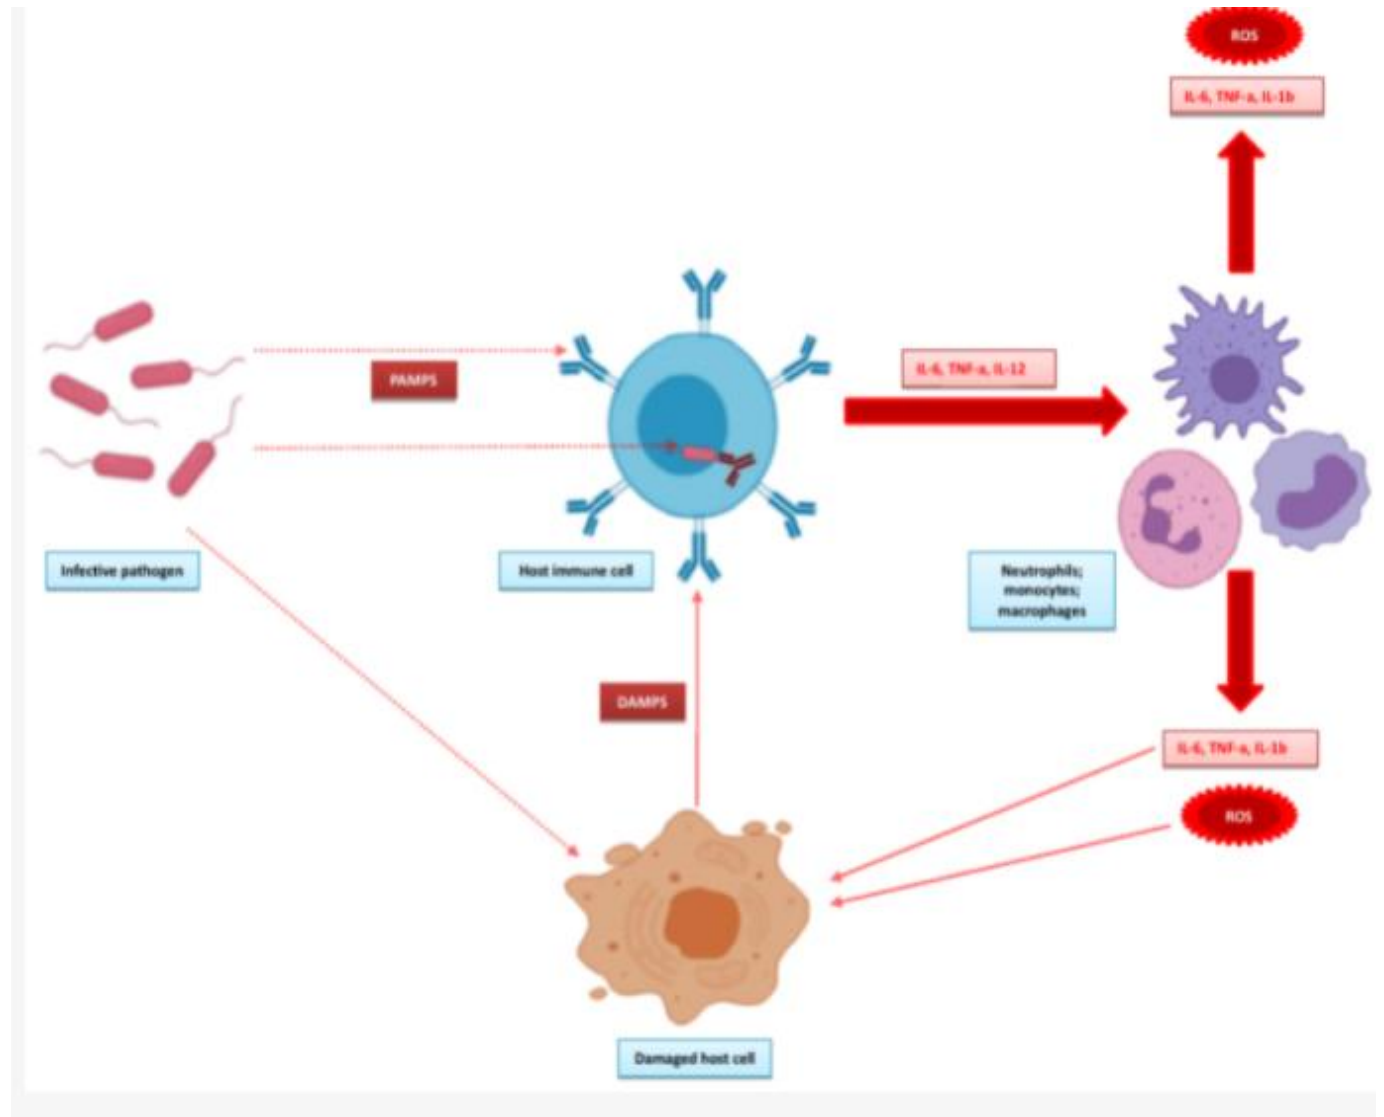 ROS
IL-6, TNF-a, IL-1b
PAMPS
IL-6, TNF-a, IL-12
Infective pathogen
Host immune cell
Neutrophils;
monocytes;
macrophages
DAMPS
IL-6, TNF-a, IL-1b
ROS
Damaged host cell